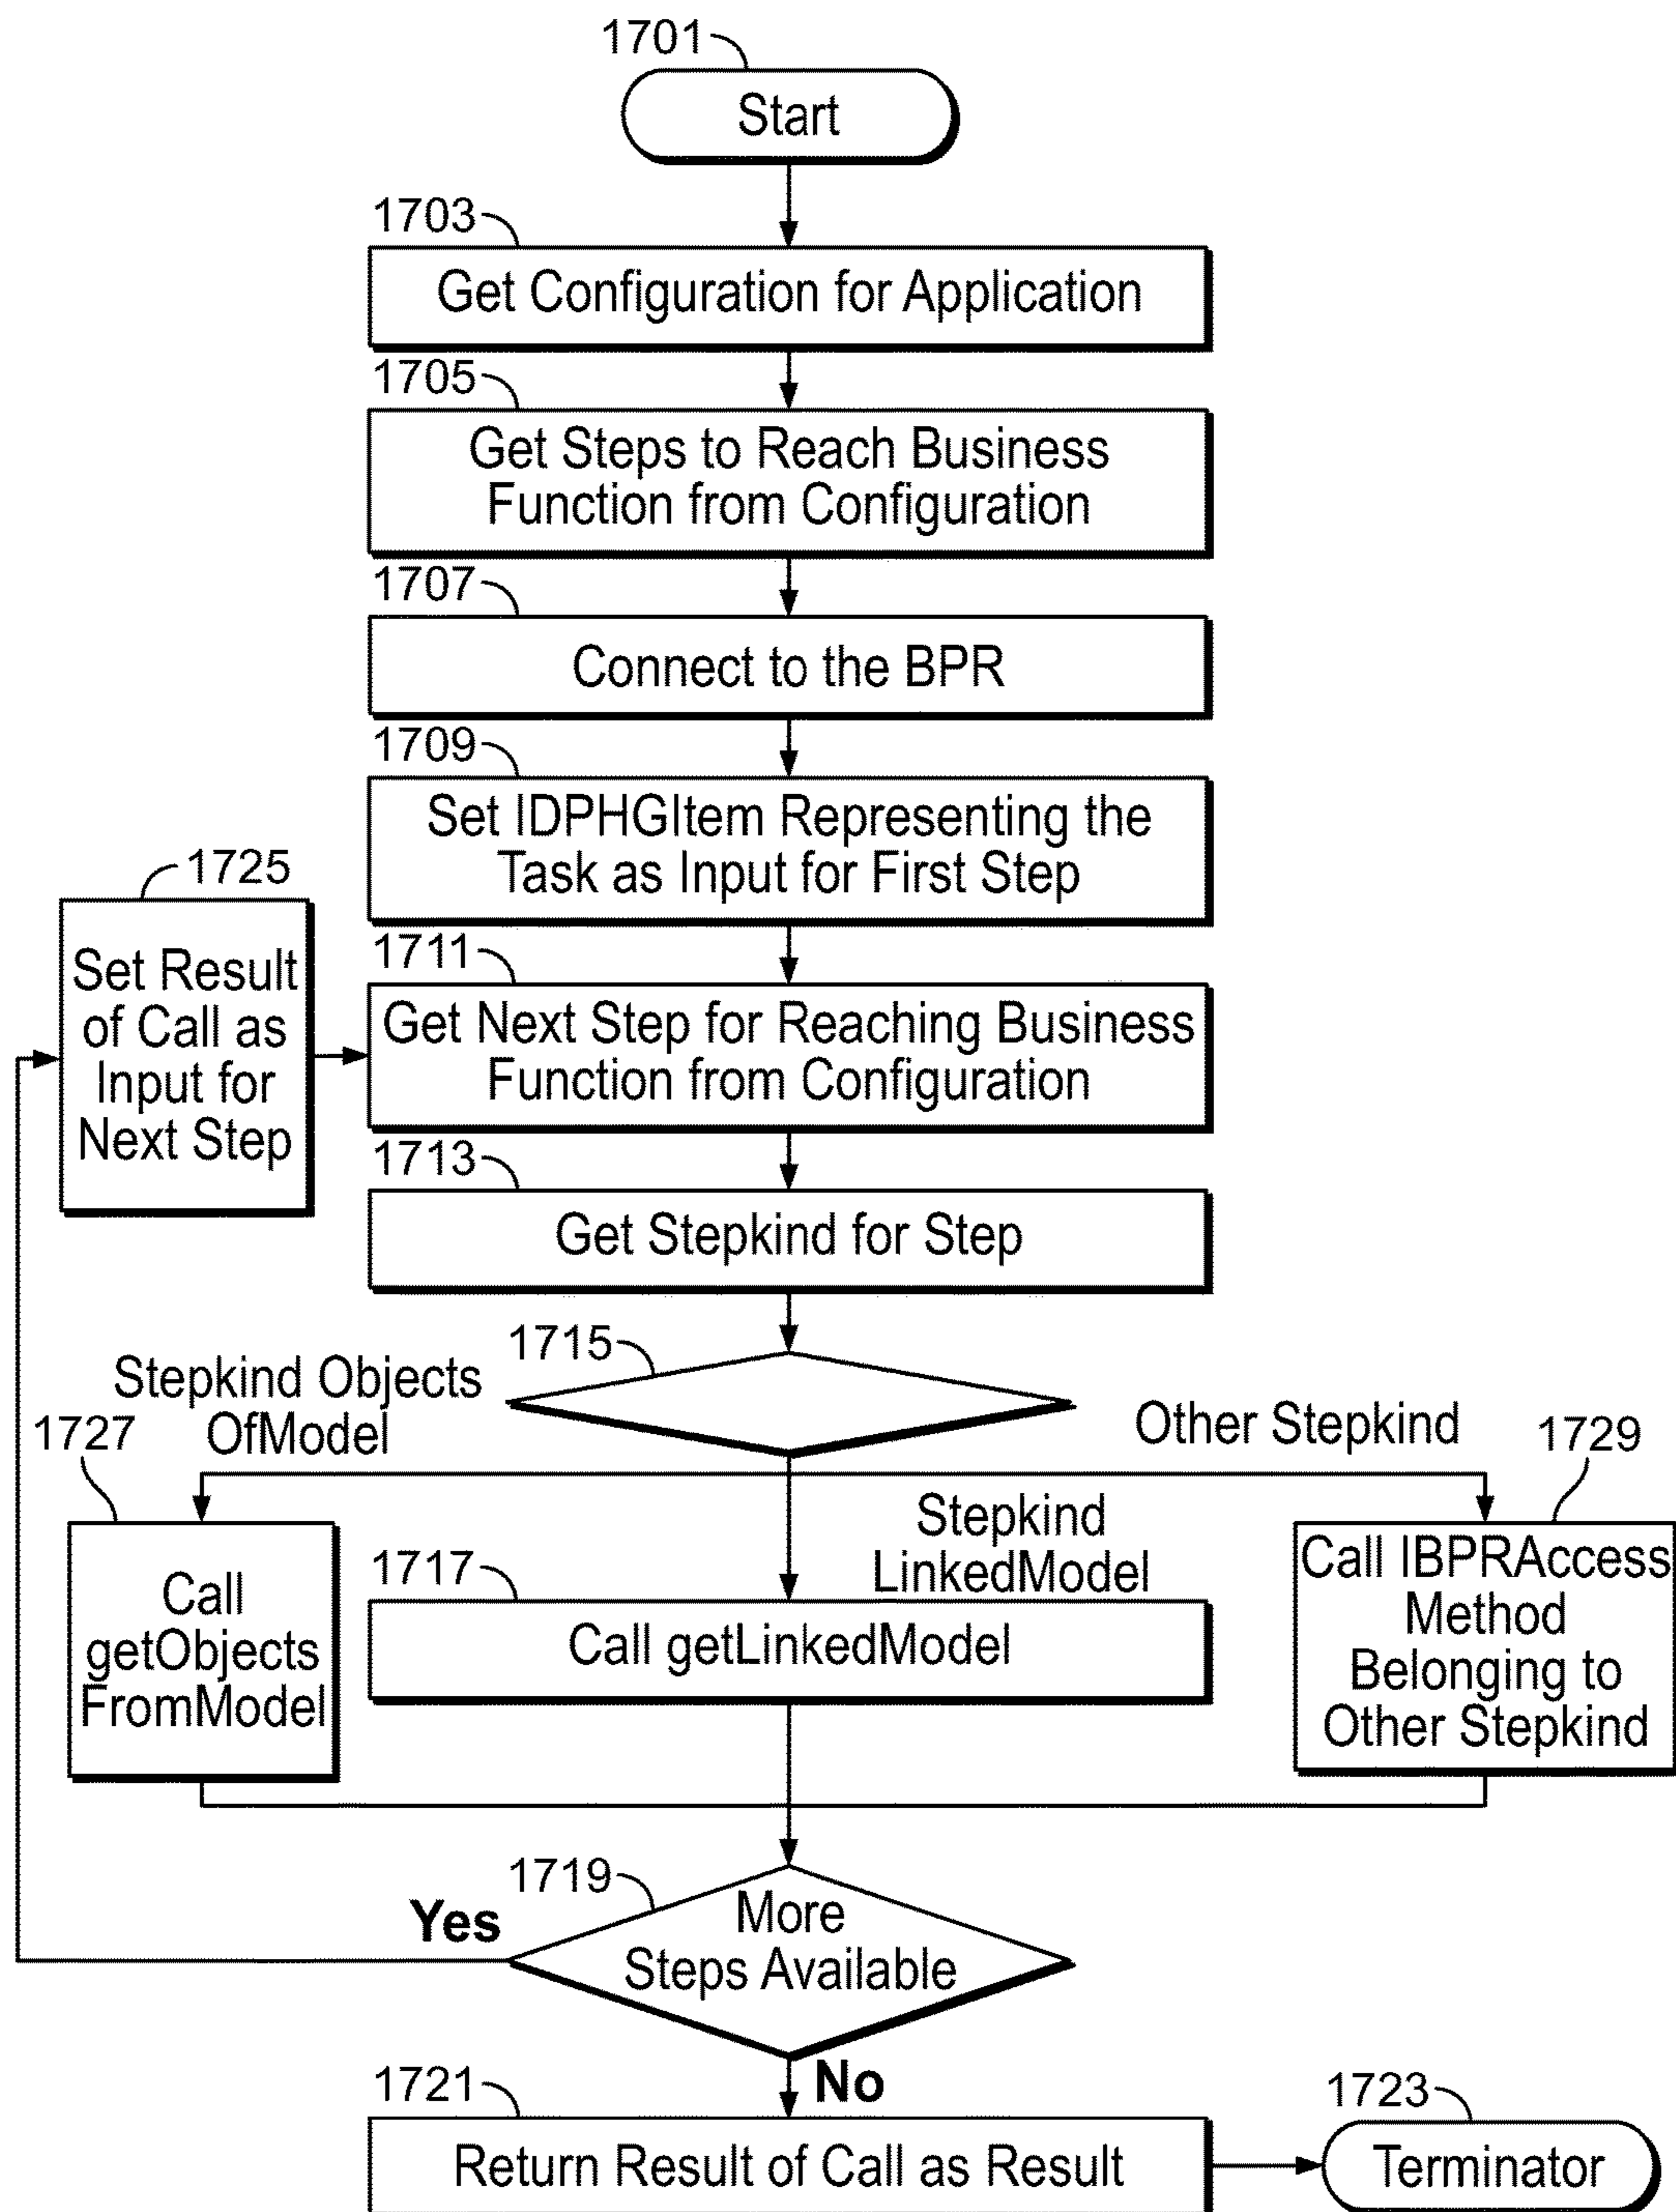 1701
Start
1703
Get Configuration for Application
1705
Get Steps to Reach Business
Function from Configuration
1707
Connect to the BPR
1709
Set IDPHGItem Representing the
Task as Input for First Step
1725
Set Result
of Call as
Input for
Next Step
1711
Get Next Step for Reaching Business
Function from Configuration
1713
Get Stepkind for Step
1715
Stepkind Objects
OfModel
1727
Call
getObjects
FromModel
Stepkind
LinkedModel
1717
Call getLinkedModel
Other Stepkind
1729
Call IBPRAccess
Method
Belonging to
Other Stepkind
1719
More
Steps Available
Yes
No
1721
Return Result of Call as Result
1723
Terminator